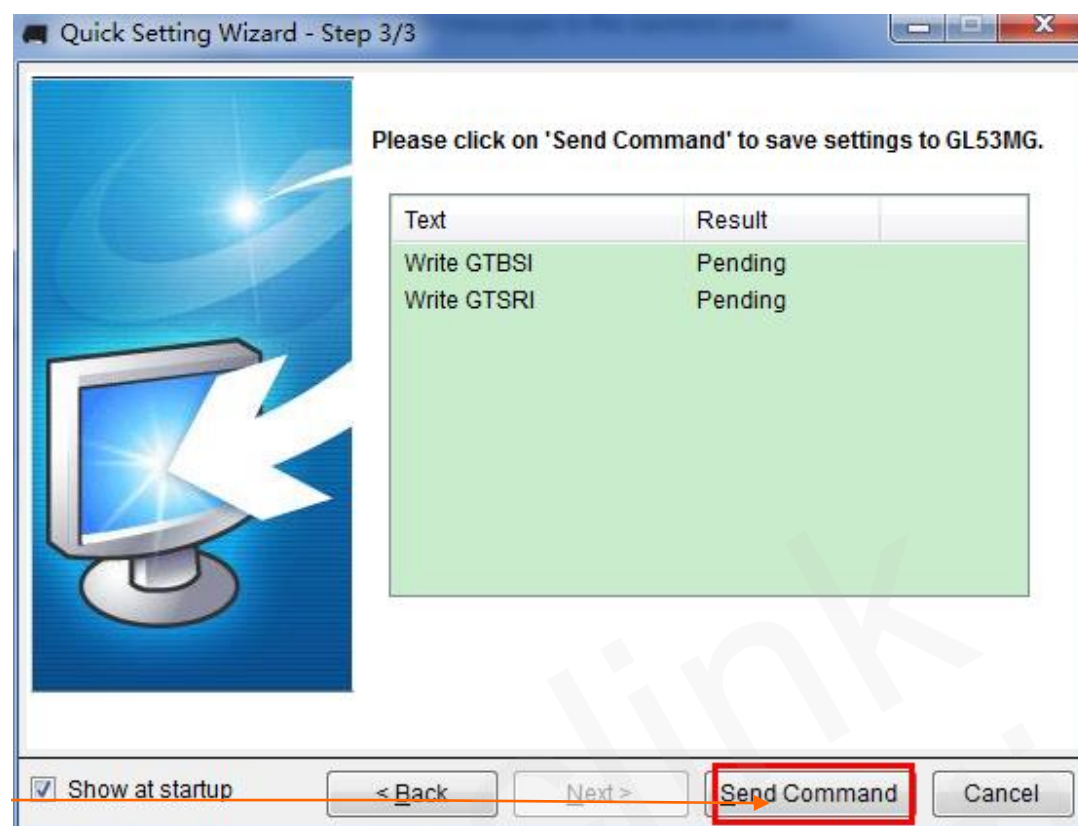 Quick Setting Wizard - Step 3/3
Please click on 'Send Command' to save settings to GL53MG.
Text Result
Write GTBSI Pending
Write GTSRI Pending
Show at startup < Back Next > Send Command Cancel